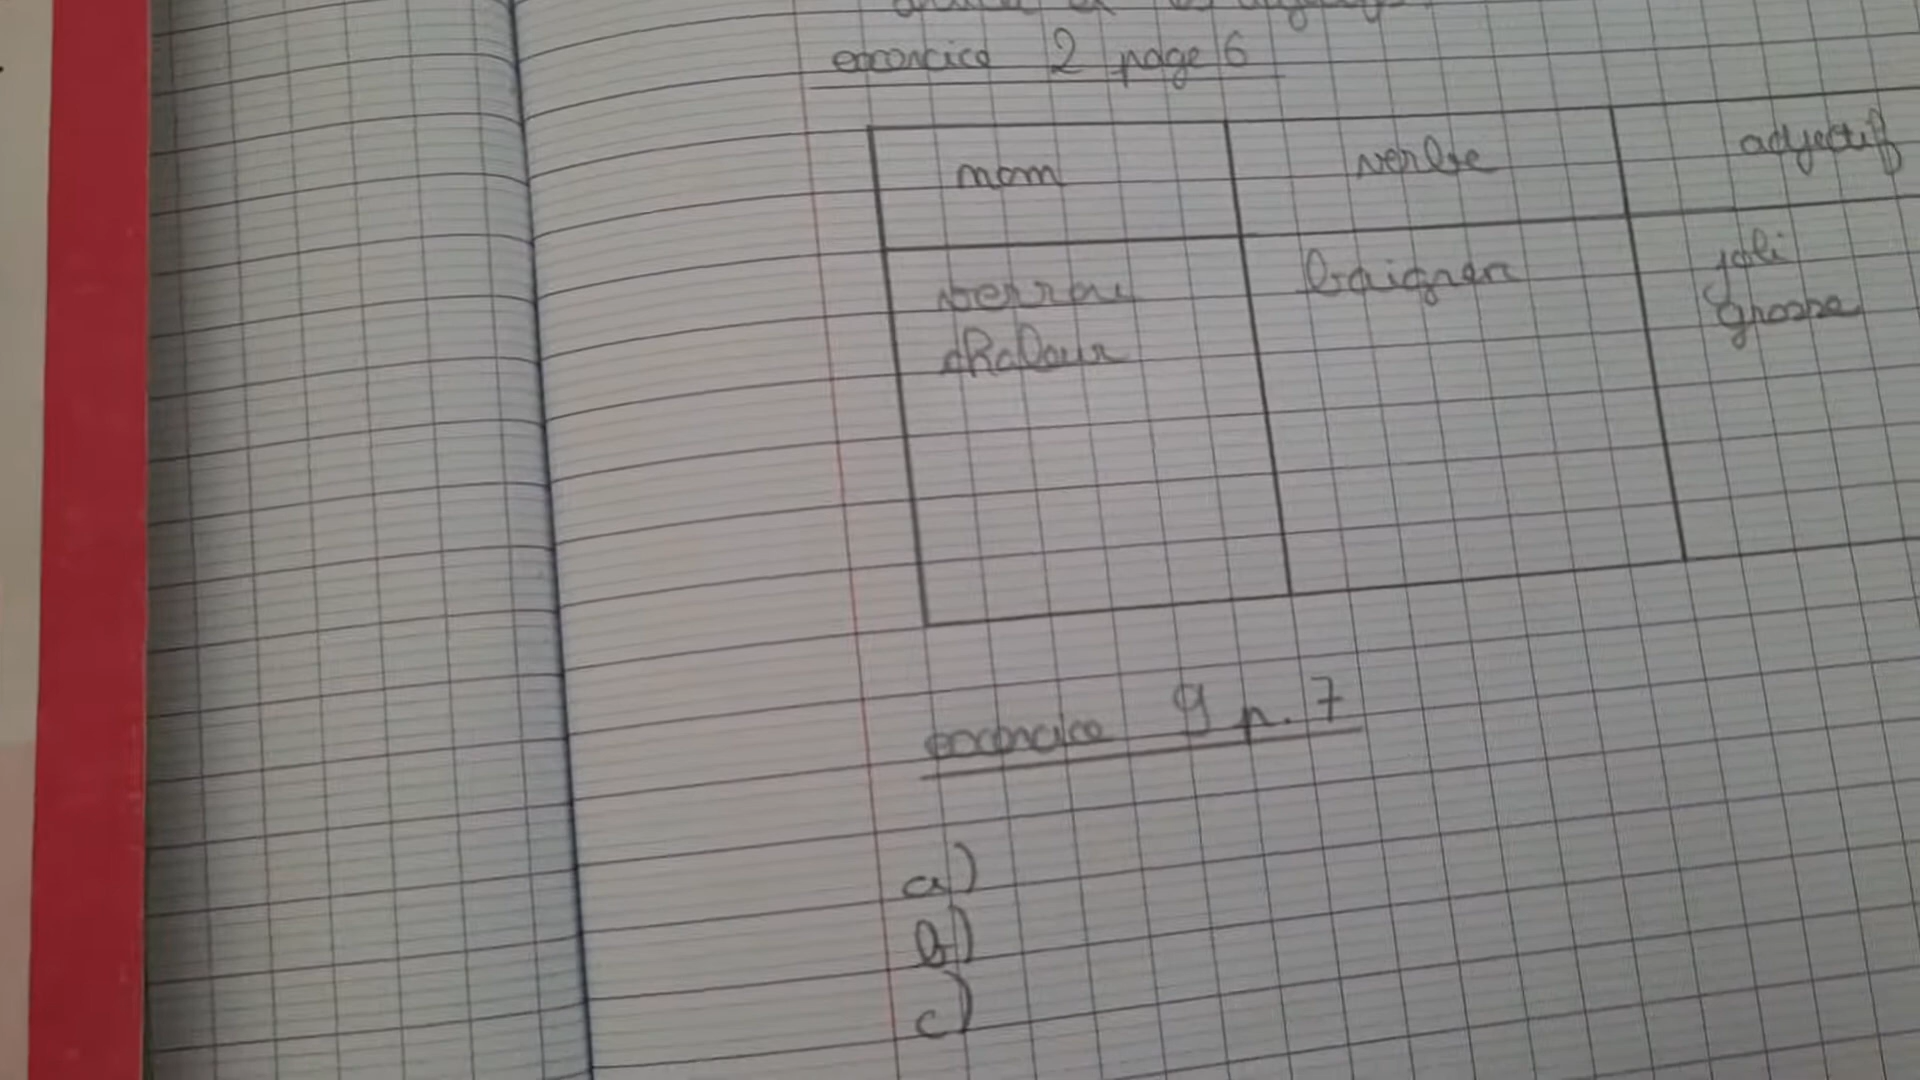 exercice 2 page 6
nom verbe adjectif
verrou baigner joli
chaleur grosse
exercice 9 p. 7
a)
b)
c)